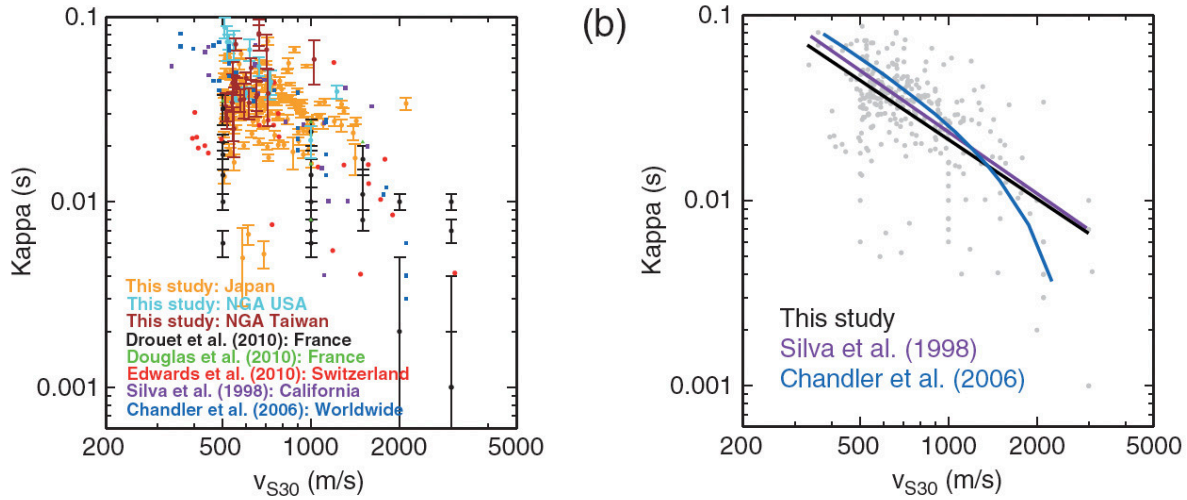 0.1
0.01
0.001
Kappa (s)
This study: Japan
This study: NGA USA
This study: NGA Taiwan
Drouet et al. (2010): France
Douglas et al. (2010): France
Edwards et al. (2010): Switzerland
Silva et al. (1998): California
Chandler et al. (2006): Worldwide
200 500 1000 2000 5000
vS30 (m/s)
(b)
0.1
0.01
0.001
Kappa (s)
This study
Silva et al. (1998)
Chandler et al. (2006)
200 500 1000 2000 5000
vS30 (m/s)